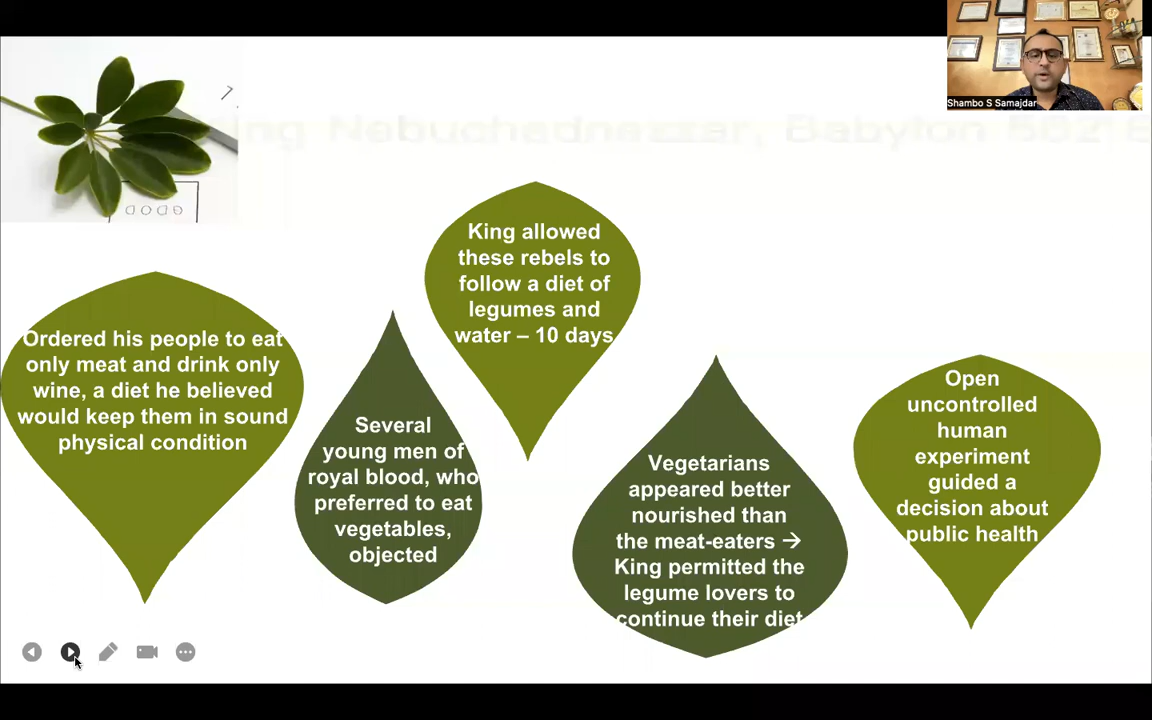 Shambo S Samajdar
King Nebuchadnezzar, Babylon 562 B
Ordered his people to eat
only meat and drink only
wine, a diet he believed
would keep them in sound
physical condition
Several
young men of
royal blood, who
preferred to eat
vegetables,
objected
King allowed
these rebels to
follow a diet of
legumes and
water – 10 days
Vegetarians
appeared better
nourished than
the meat-eaters →
King permitted the
legume lovers to
continue their diet
Open
uncontrolled
human
experiment
guided a
decision about
public health